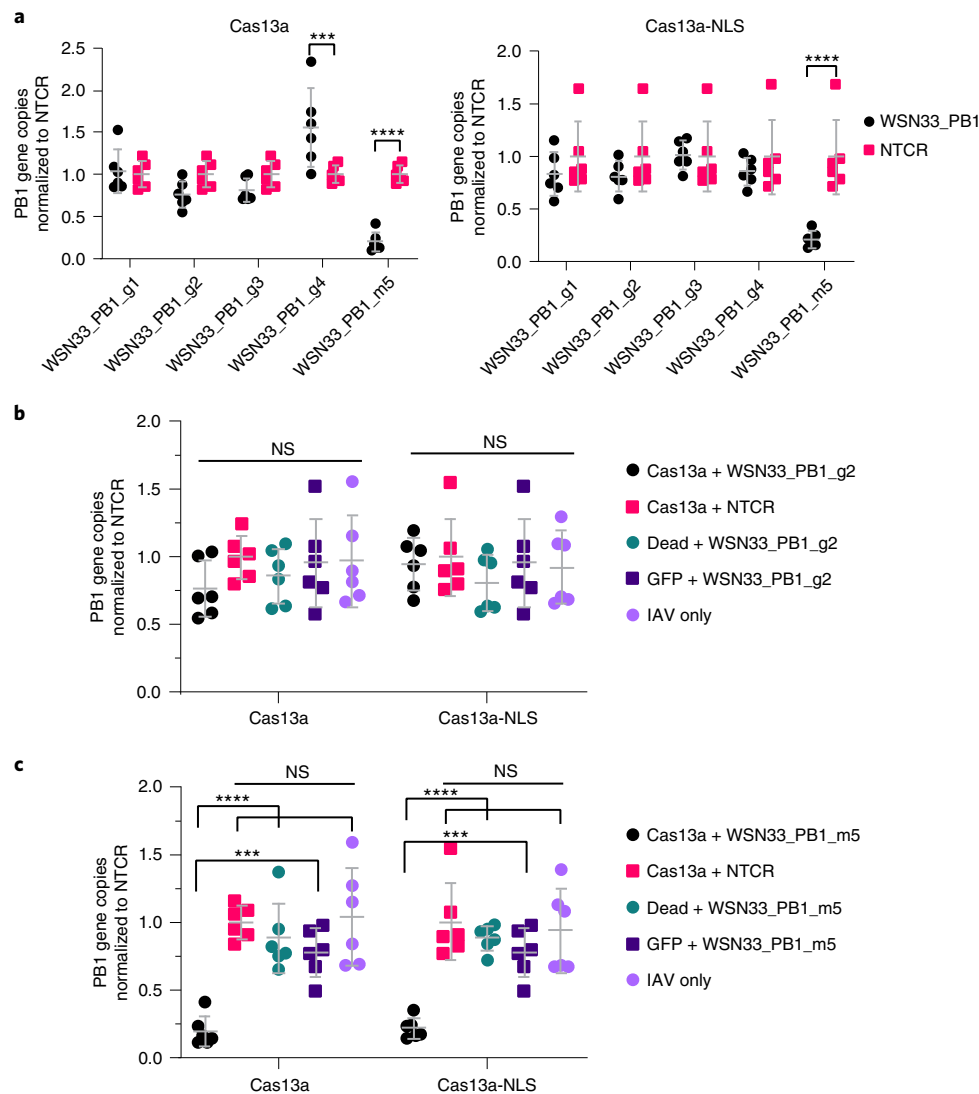 a
Cas13a
PB1 gene copies
normalized to NTCR
2.5
2.0
1.5
1.0
0.5
0.0
***
****
WSN33_PB1_g1
WSN33_PB1_g2
WSN33_PB1_g3
WSN33_PB1_g4
WSN33_PB1_m5
Cas13a-NLS
PB1 gene copies
normalized to NTCR
2.0
1.5
1.0
0.5
0.0
****
WSN33_PB1_g1
WSN33_PB1_g2
WSN33_PB1_g3
WSN33_PB1_g4
WSN33_PB1_m5
WSN33_PB1
NTCR
b
PB1 gene copies
normalized to NTCR
2.0
1.5
1.0
0.5
0.0
NS
NS
Cas13a
Cas13a-NLS
Cas13a + WSN33_PB1_g2
Cas13a + NTCR
Dead + WSN33_PB1_g2
GFP + WSN33_PB1_g2
IAV only
c
PB1 gene copies
normalized to NTCR
2.0
1.5
1.0
0.5
0.0
NS
****
***
NS
****
***
Cas13a
Cas13a-NLS
Cas13a + WSN33_PB1_m5
Cas13a + NTCR
Dead + WSN33_PB1_m5
GFP + WSN33_PB1_m5
IAV only